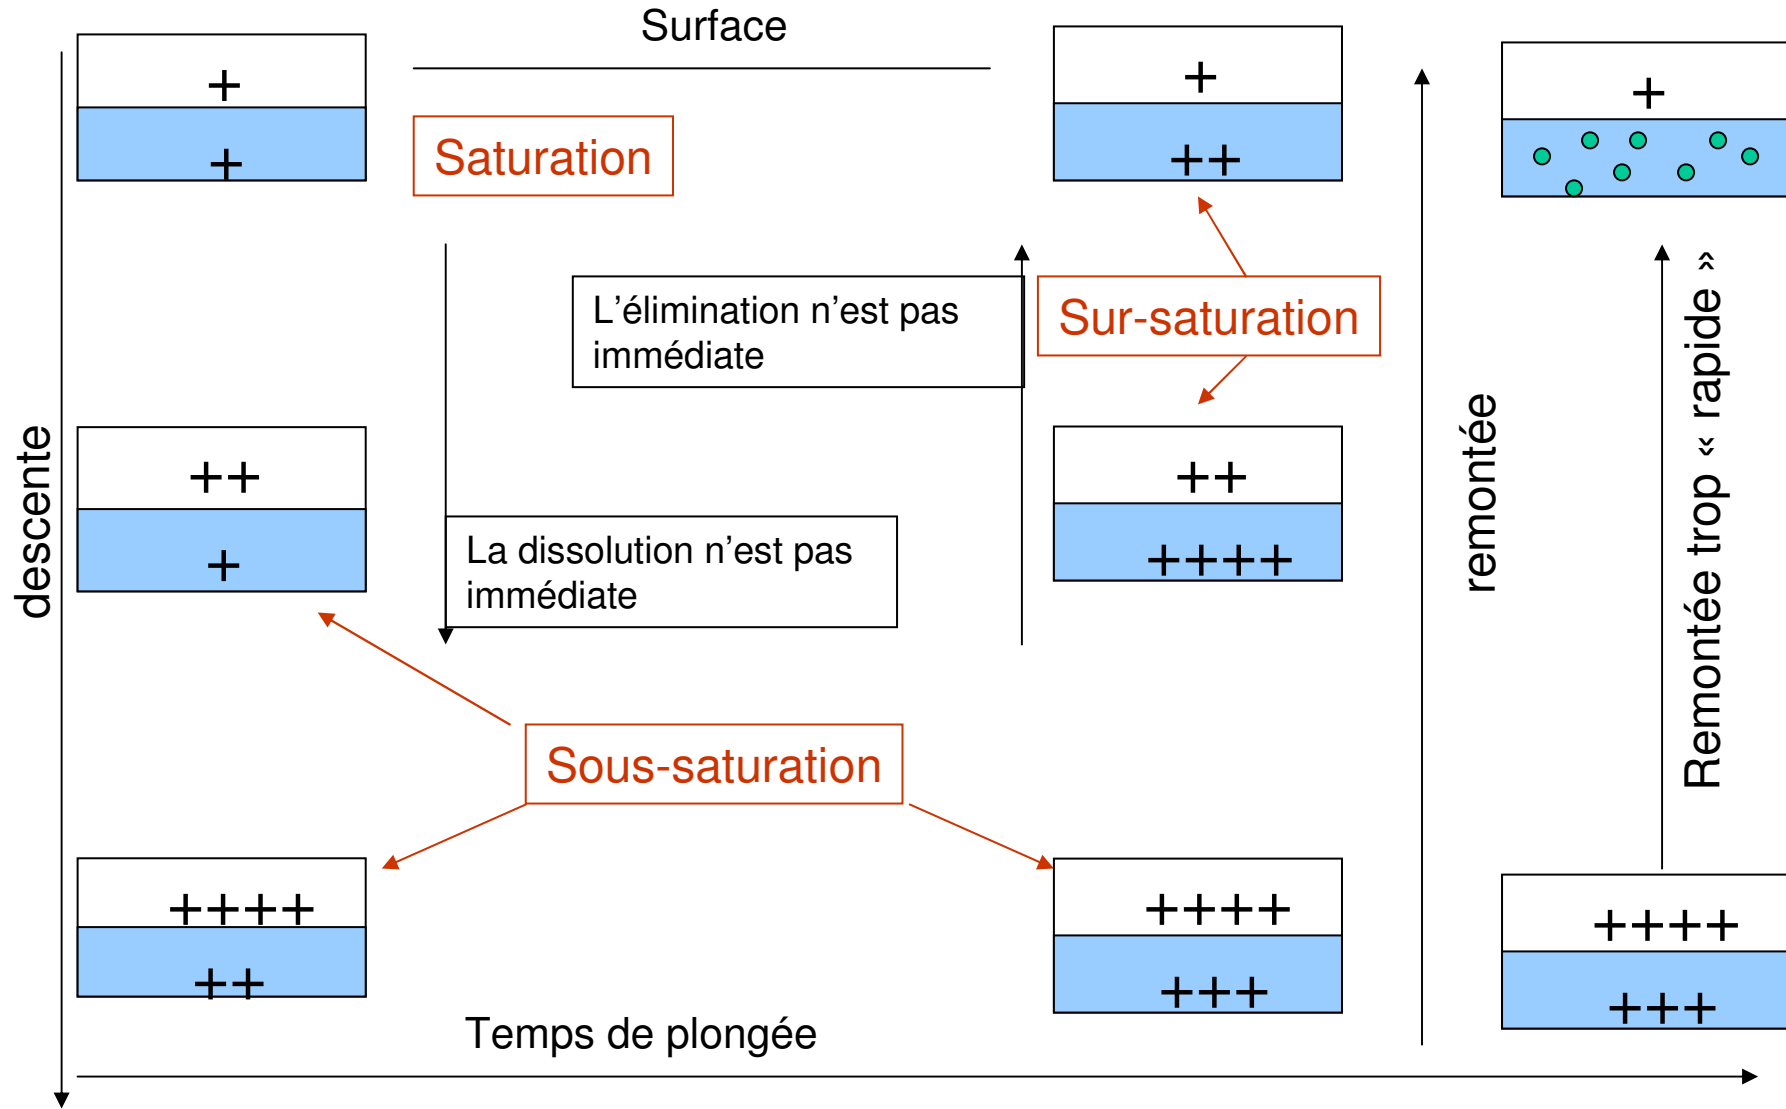 Surface
+
+
+
+
++
Saturation
L'élimination n'est pas
immédiate
Sur-saturation
descente
++
+
La dissolution n'est pas
immédiate
++
++++
remontée
Remontée trop « rapide »
Sous-saturation
++++
++
++++
+++
++++
+++
Temps de plongée